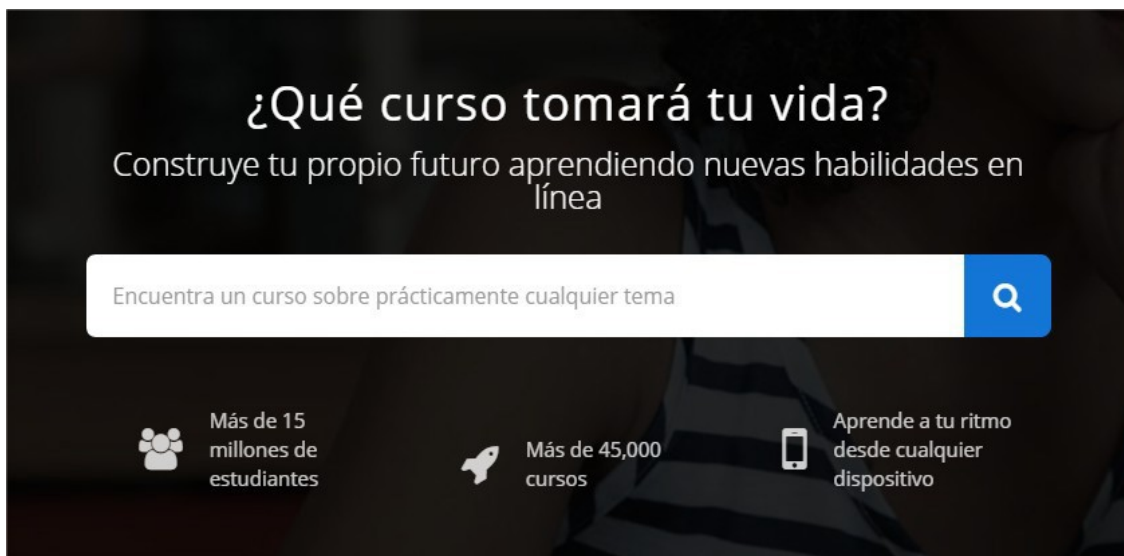 ¿Qué curso tomará tu vida?
Construye tu propio futuro aprendiendo nuevas habilidades en
línea
Encuentra un curso sobre prácticamente cualquier tema
Más de 15
millones de
estudiantes
Más de 45,000
cursos
Aprende a tu ritmo
desde cualquier
dispositivo